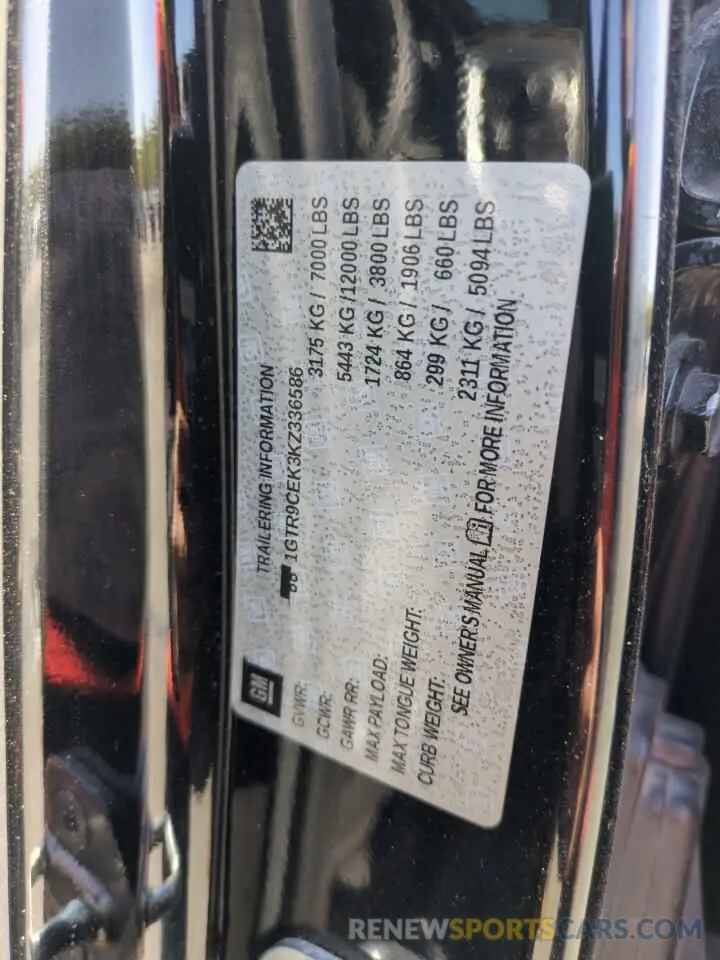 GM
TRAILERING INFORMATION
1GTR9CEK3KZ336586
GVWR: 3175 KG / 7000 LBS
GCWR: 5443 KG /12000 LBS
GAWR RR: 1724 KG / 3800 LBS
MAX PAYLOAD: 864 KG / 1906 LBS
MAX TONGUE WEIGHT: 299 KG / 660 LBS
CURB WEIGHT: 2311 KG / 5094 LBS
SEE OWNER'S MANUAL FOR MORE INFORMATION
RENEWSPORTSCARS.COM